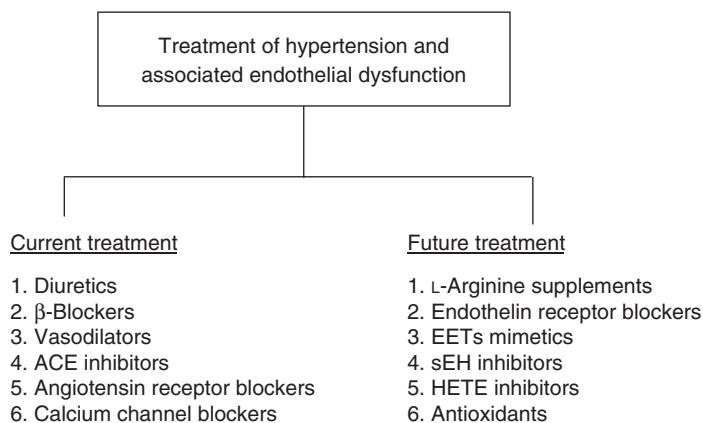 Treatment of hypertension and
associated endothelial dysfunction
Current treatment
1. Diuretics
2. β-Blockers
3. Vasodilators
4. ACE inhibitors
5. Angiotensin receptor blockers
6. Calcium channel blockers
Future treatment
1. L-Arginine supplements
2. Endothelin receptor blockers
3. EETs mimetics
4. sEH inhibitors
5. HETE inhibitors
6. Antioxidants